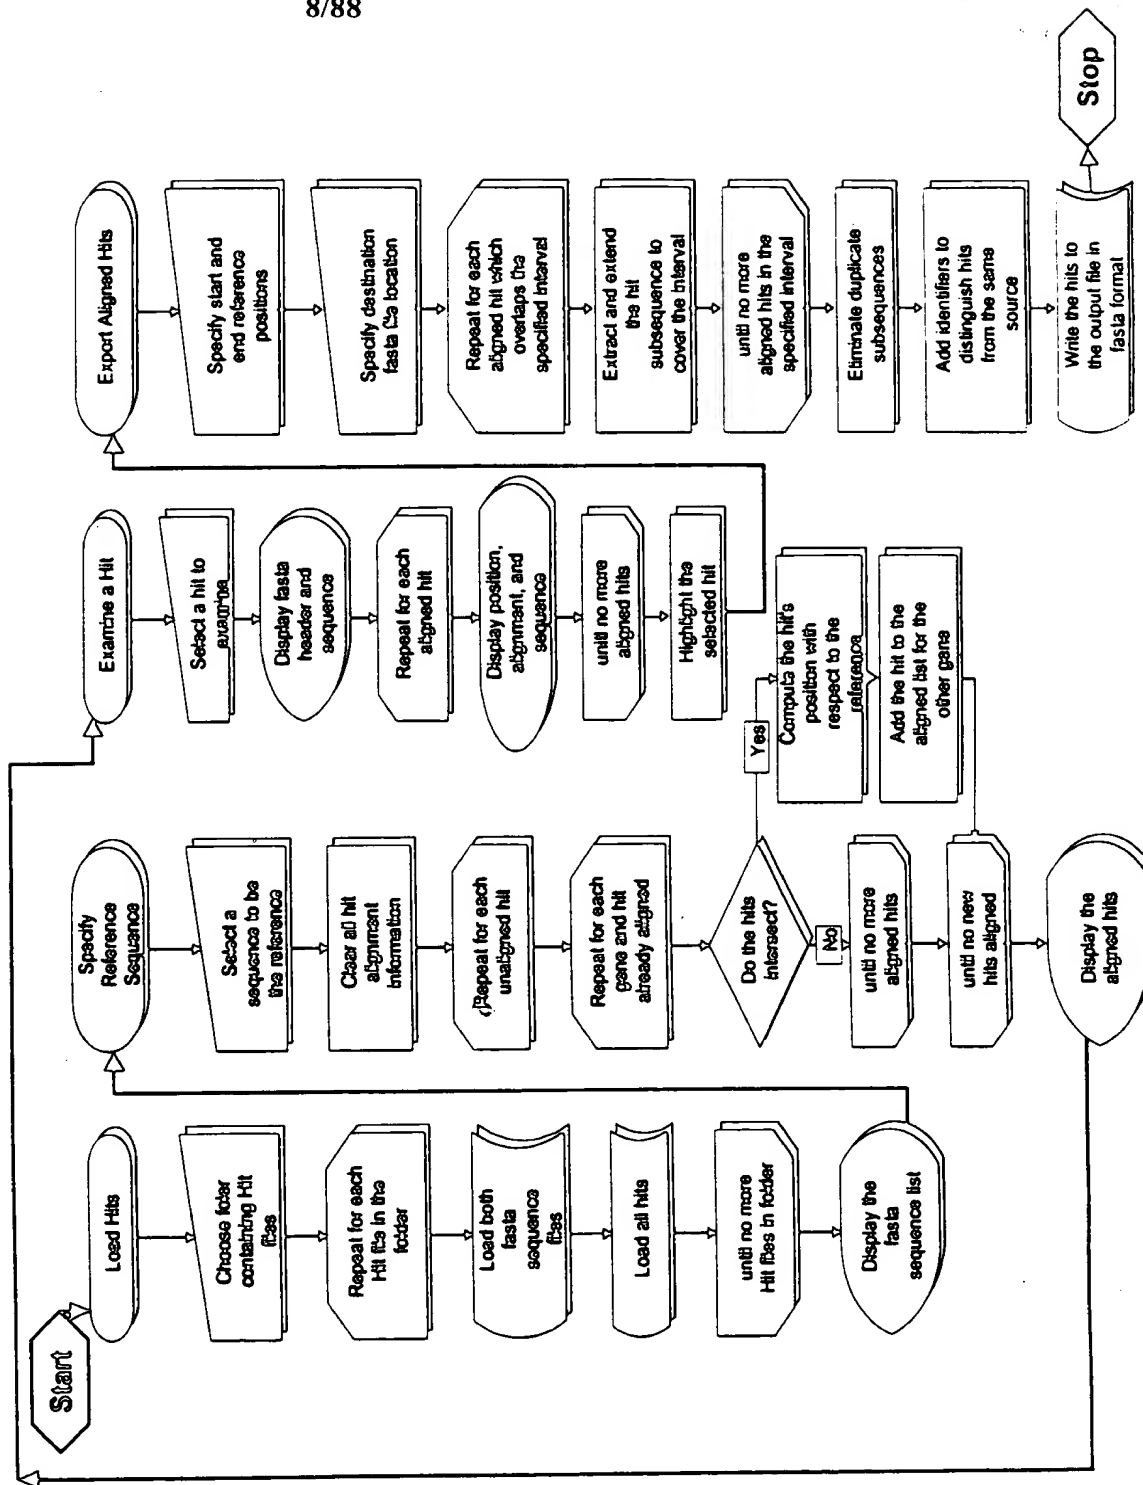 8/88
Start
Load Hits
Choose folder
containing Hit
files
Repeat for each
Hit file in the
folder
Load both
fasta
sequence
files
Load all hits
until no more
Hit files in folder
Display the
fasta
sequence list
Specify
Reference
Sequence
Select a
sequence to be
the reference
Clear all hit
alignment
information
Repeat for each
unaligned hit
Repeat for each
gene and hit
already aligned
Do the hits
intersect?
Yes
No
Compute the hit's
position with
respect to the
reference
Add the hit to the
aligned list for the
other gene
until no more
aligned hits
until no new
hits aligned
Display the
aligned hits
Examine a Hit
Select a hit to
examine
Display fasta
header and
sequence
Repeat for each
aligned hit
Display position,
alignment, and
sequence
until no more
aligned hits
Highlight the
selected hit
Export Aligned Hits
Specify start and
end reference
positions
Specify destination
fasta file location
Repeat for each
aligned hit which
overlaps the
specified interval
Extract and extend
the hit
subsequence to
cover the interval
until no more
aligned hits in the
specified interval
Eliminate duplicate
subsequences
Add identifiers to
distinguish hits
from the same
source
Write the hits to
the output file in
fasta format
Stop